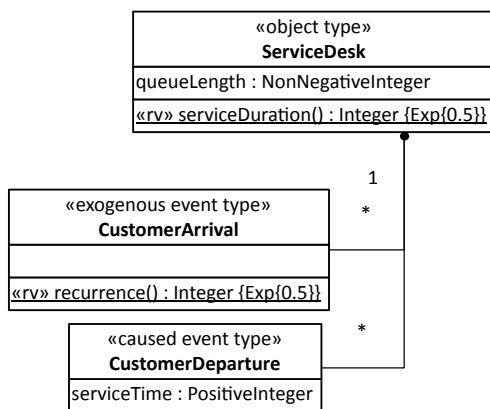 «object type»
ServiceDesk
queueLength : NonNegativeInteger
«rv» serviceDuration() : Integer {Exp{0.5}}
1
*
«exogenous event type»
CustomerArrival
«rv» recurrence() : Integer {Exp{0.5}}
*
«caused event type»
CustomerDeparture
serviceTime : PositiveInteger